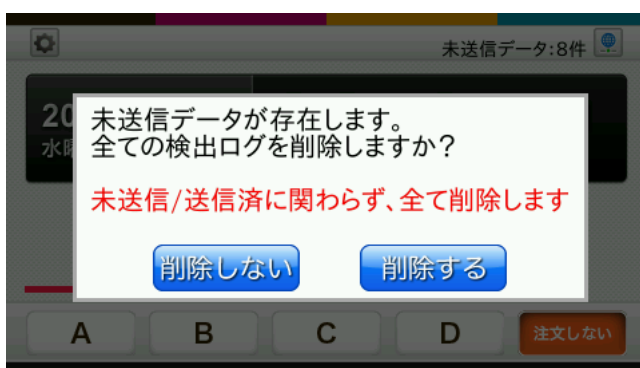 未送信データ:8件
20
水曜
未送信データが存在します。
全ての検出ログを削除しますか？
未送信/送信済に関わらず、全て削除します
削除しない
削除する
A
B
C
D
注文しない